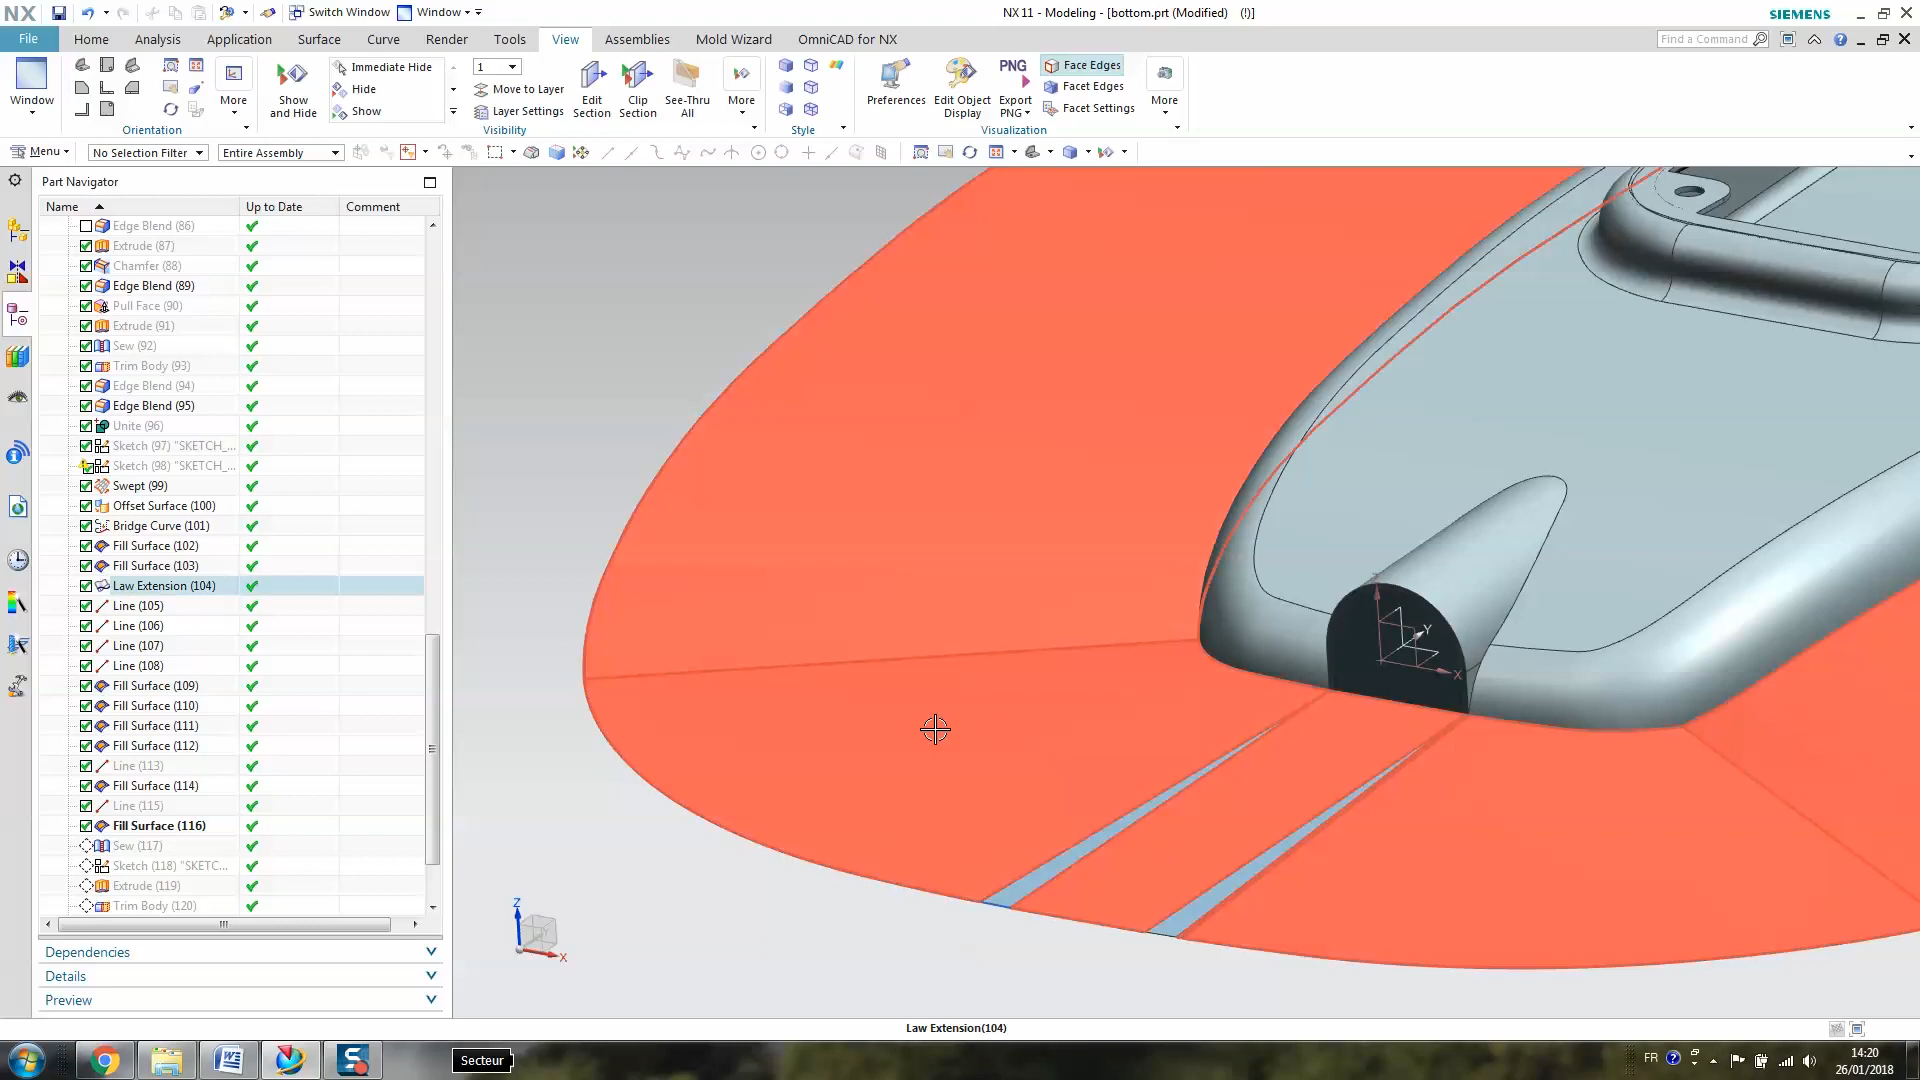 NX
Switch Window
Window
NX 11 - Modeling - [bottom.prt (Modified) (!)]
SIEMENS
File
Home
Analysis
Application
Surface
Curve
Render
Tools
View
Assemblies
Mold Wizard
OmniCAD for NX
Find a Command
Window
More
Orientation
Show
and Hide
Immediate Hide
Hide
Show
1
Move to Layer
Layer Settings
Edit
Section
Clip
Section
See-Thru
All
More
Visibility
Style
Preferences
Edit Object
Display
PNG
Export
PNG
Face Edges
Facet Edges
Facet Settings
Visualization
More
Menu
No Selection Filter
Entire Assembly
Part Navigator
Name
Up to Date
Comment
Edge Blend (86)
Extrude (87)
Chamfer (88)
Edge Blend (89)
Pull Face (90)
Extrude (91)
Sew (92)
Trim Body (93)
Edge Blend (94)
Edge Blend (95)
Unite (96)
Sketch (97) "SKETCH_...
Sketch (98) "SKETCH_...
Swept (99)
Offset Surface (100)
Bridge Curve (101)
Fill Surface (102)
Fill Surface (103)
Law Extension (104)
Line (105)
Line (106)
Line (107)
Line (108)
Fill Surface (109)
Fill Surface (110)
Fill Surface (111)
Fill Surface (112)
Line (113)
Fill Surface (114)
Line (115)
Fill Surface (116)
Sew (117)
Sketch (118) "SKETC...
Extrude (119)
Trim Body (120)
Dependencies
Details
Preview
Y
X
Z
X
Law Extension(104)
Secteur
FR
14:20
26/01/2018